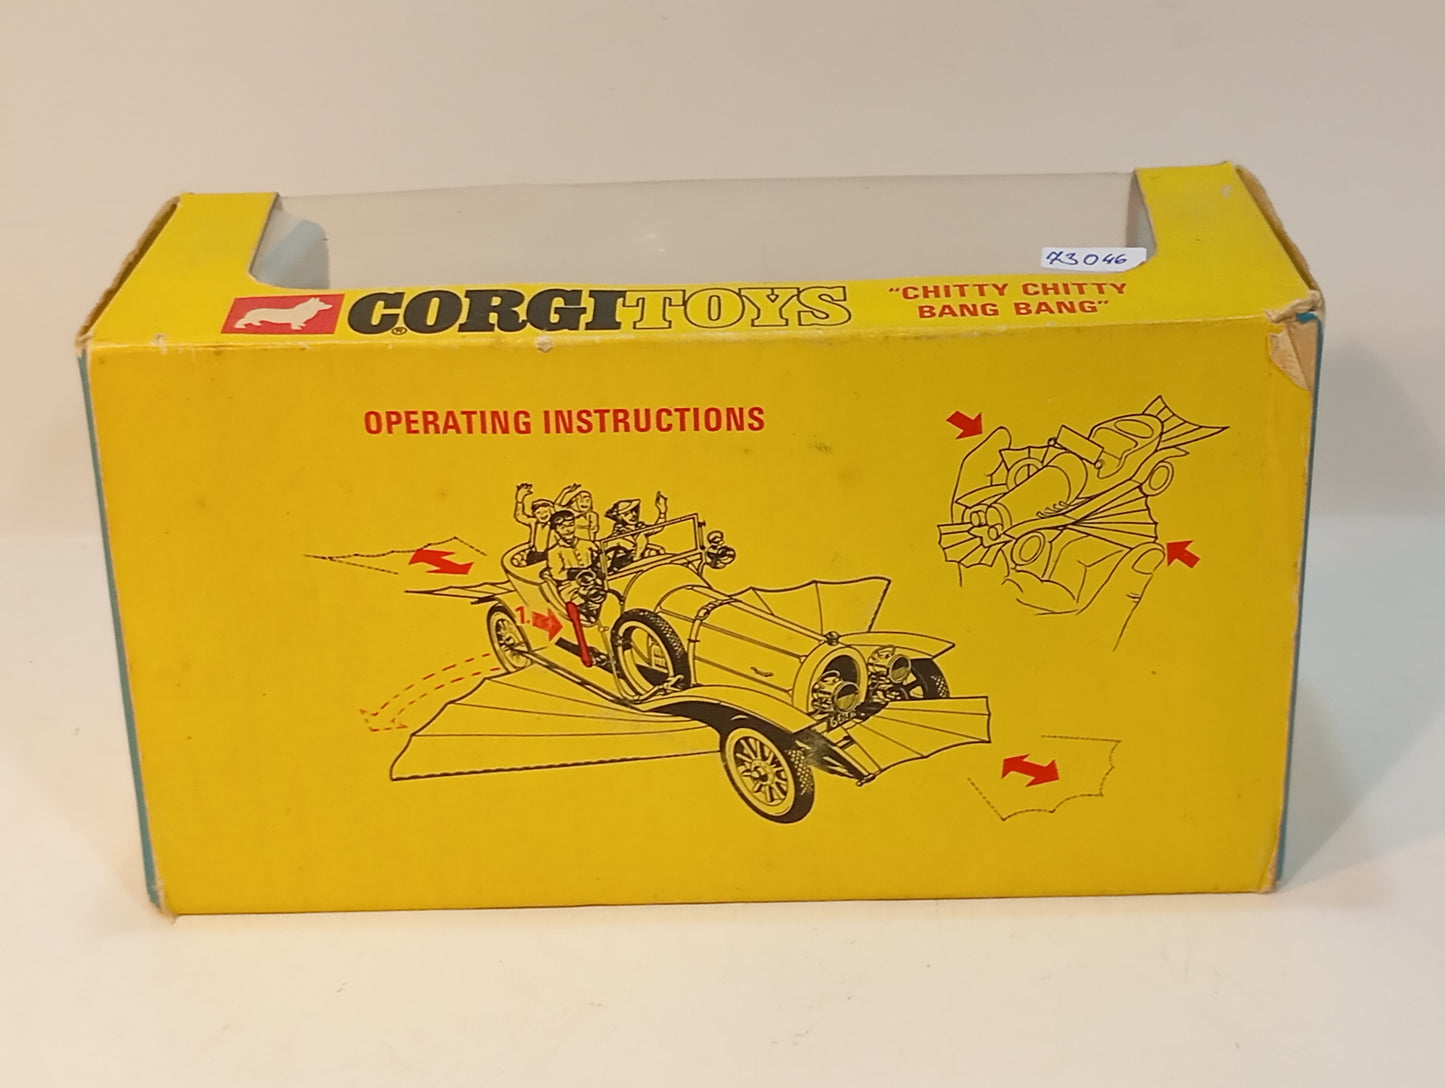 73046
CORGITOYS
®
"CHITTY CHITTY
BANG BANG"
OPERATING INSTRUCTIONS
1.